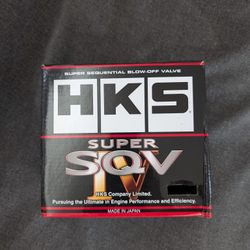 SUPER SEQUENTIAL BLOW-OFF VALVE
HKS
SUPER
SQV
IV
HKS Company Limited.
Pursuing the Ultimate in Engine Performance and Efficiency.
MADE IN JAPAN